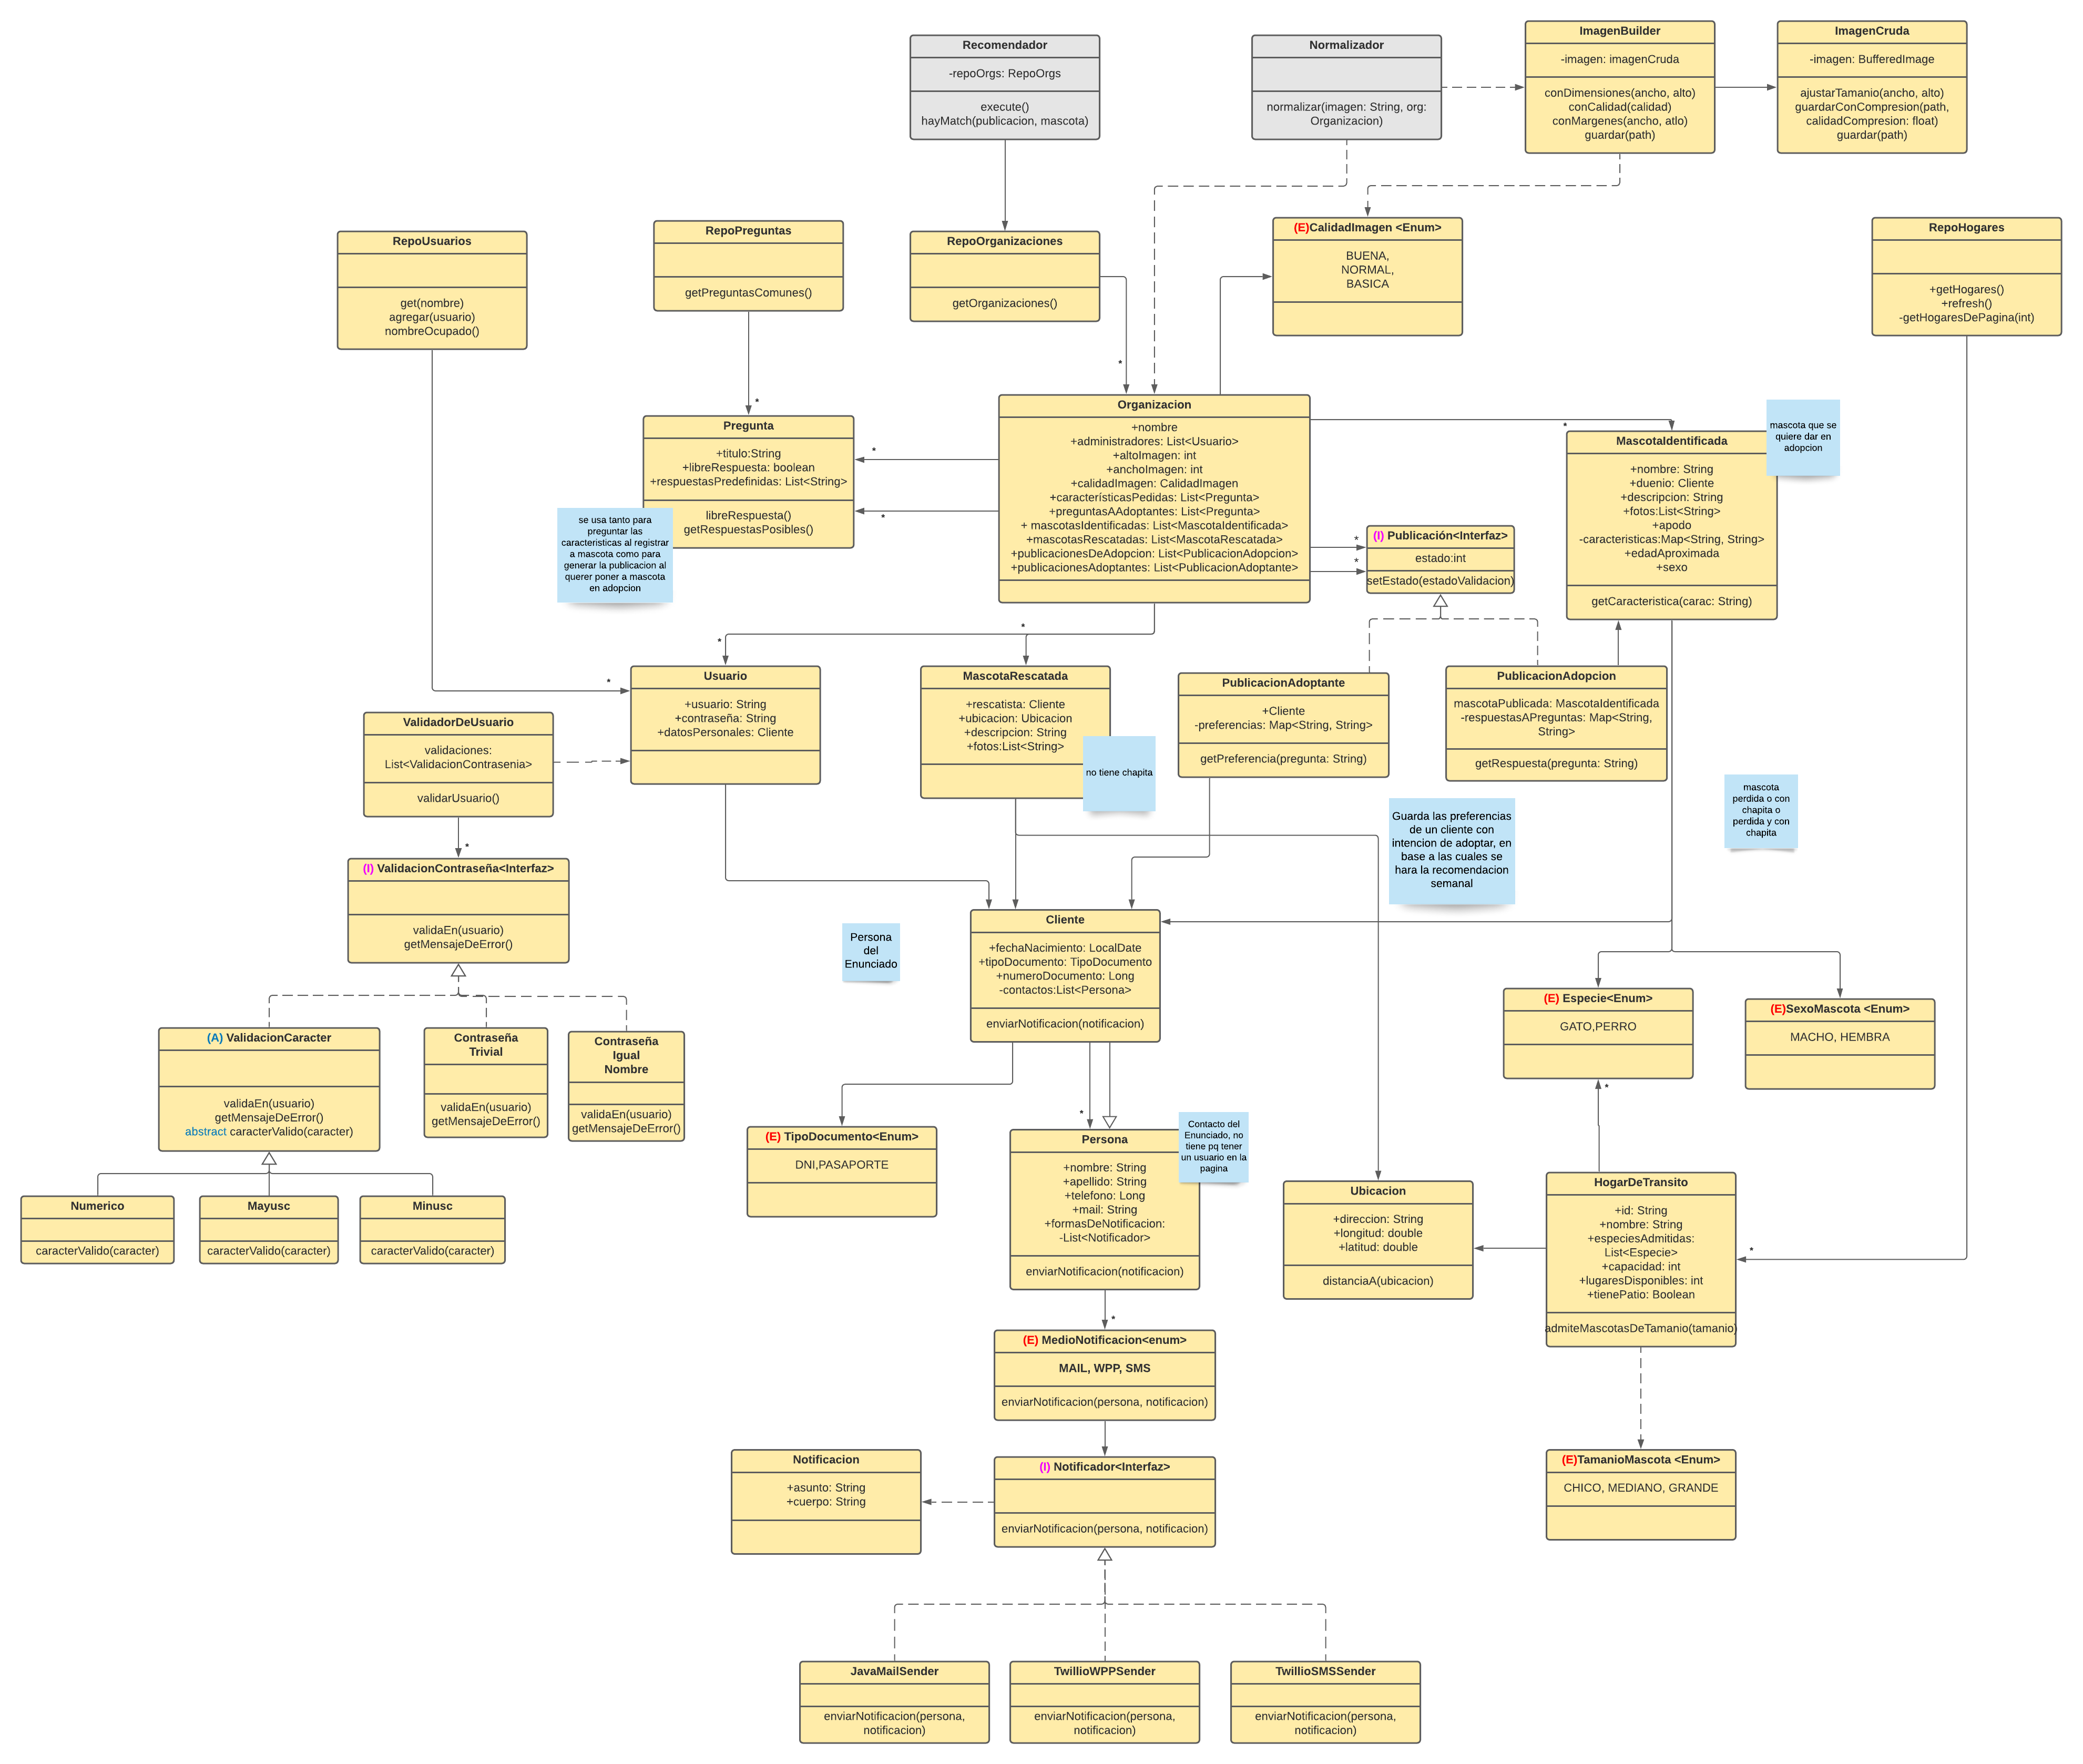 Recomendador
-repoOrgs: RepoOrgs
execute()
hayMatch(publicacion, mascota)
Normalizador
normalizar(imagen: String, org:
Organizacion)
ImagenBuilder
-imagen: imagenCruda
conDimensiones(ancho, alto)
conCalidad(calidad)
conMargenes(ancho, atlo)
guardar(path)
ImagenCruda
-imagen: BufferedImage
ajustarTamanio(ancho, alto)
guardarConCompresion(path,
calidadCompresion: float)
guardar(path)
RepoUsuarios
get(nombre)
agregar(usuario)
nombreOcupado()
RepoPreguntas
getPreguntasComunes()
RepoOrganizaciones
getOrganizaciones()
(E)CalidadImagen <Enum>
BUENA,
NORMAL,
BASICA
RepoHogares
+getHogares()
+refresh()
-getHogaresDePagina(int)
*
*
Pregunta
+titulo:String
+libreRespuesta: boolean
+respuestasPredefinidas: List<String>
libreRespuesta()
getRespuestasPosibles()
se usa tanto para
preguntar las
caracteristicas al registrar
a mascota como para
generar la publicacion al
querer poner a mascota
en adopcion
*
*
Organizacion
+nombre
+administradores: List<Usuario>
+altoImagen: int
+anchoImagen: int
+calidadImagen: CalidadImagen
+característicasPedidas: List<Pregunta>
+preguntasAAdoptantes: List<Pregunta>
+ mascotasIdentificadas: List<MascotaIdentificada>
+mascotasRescatadas: List<MascotaRescatada>
+publicacionesDeAdopcion: List<PublicacionAdopcion>
+publicacionesAdoptantes: List<PublicacionAdoptante>
*
*
(I) Publicación<Interfaz>
estado:int
setEstado(estadoValidacion)
*
MascotaIdentificada
+nombre: String
+duenio: Cliente
+descripcion: String
+fotos:List<String>
+apodo
-caracteristicas:Map<String, String>
+edadAproximada
+sexo
getCaracteristica(carac: String)
mascota que se
quiere dar en
adopcion
*
*
*
Usuario
+usuario: String
+contraseña: String
+datosPersonales: Cliente
MascotaRescatada
+rescatista: Cliente
+ubicacion: Ubicacion
+descripcion: String
+fotos:List<String>
no tiene chapita
PublicacionAdoptante
+Cliente
-preferencias: Map<String, String>
getPreferencia(pregunta: String)
PublicacionAdopcion
mascotaPublicada: MascotaIdentificada
-respuestasAPreguntas: Map<String,
String>
getRespuesta(pregunta: String)
ValidadorDeUsuario
validaciones:
List<ValidacionContrasenia>
validarUsuario()
*
Guarda las preferencias
de un cliente con
intencion de adoptar, en
base a las cuales se
hara la recomendacion
semanal
mascota
perdida o con
chapita o
perdida y con
chapita
(I) ValidacionContraseña<Interfaz>
validaEn(usuario)
getMensajeDeError()
Persona
del
Enunciado
Cliente
+fechaNacimiento: LocalDate
+tipoDocumento: TipoDocumento
+numeroDocumento: Long
-contactos:List<Persona>
enviarNotificacion(notificacion)
(E) Especie<Enum>
GATO,PERRO
(E)SexoMascota <Enum>
MACHO, HEMBRA
(A) ValidacionCaracter
validaEn(usuario)
getMensajeDeError()
abstract caracterValido(caracter)
Contraseña
Trivial
validaEn(usuario)
getMensajeDeError()
Contraseña
Igual
Nombre
validaEn(usuario)
getMensajeDeError()
*
*
(E) TipoDocumento<Enum>
DNI,PASAPORTE
Persona
+nombre: String
+apellido: String
+telefono: Long
+mail: String
+formasDeNotificacion:
-List<Notificador>
enviarNotificacion(notificacion)
Contacto del
Enunciado, no
tiene pq tener
un usuario en la
pagina
Numerico
caracterValido(caracter)
Mayusc
caracterValido(caracter)
Minusc
caracterValido(caracter)
Ubicacion
+direccion: String
+longitud: double
+latitud: double
distanciaA(ubicacion)
HogarDeTransito
+id: String
+nombre: String
+especiesAdmitidas:
List<Especie>
+capacidad: int
+lugaresDisponibles: int
+tienePatio: Boolean
admiteMascotasDeTamanio(tamanio)
*
*
(E) MedioNotificacion<enum>
MAIL, WPP, SMS
enviarNotificacion(persona, notificacion)
Notificacion
+asunto: String
+cuerpo: String
(I) Notificador<Interfaz>
enviarNotificacion(persona, notificacion)
(E)TamanioMascota <Enum>
CHICO, MEDIANO, GRANDE
JavaMailSender
enviarNotificacion(persona,
notificacion)
TwillioWPPSender
enviarNotificacion(persona,
notificacion)
TwillioSMSSender
enviarNotificacion(persona,
notificacion)